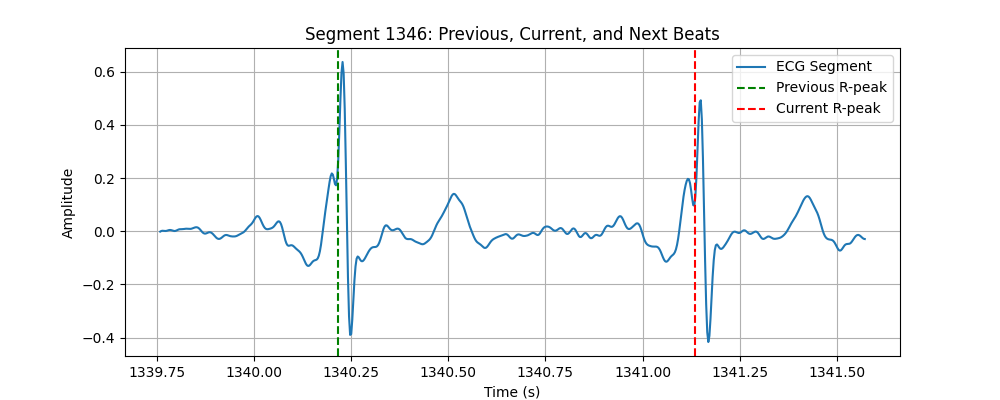 Segment 1346: Previous, Current, and Next Beats
ECG Segment
Previous R-peak
Current R-peak
Amplitude
0.6
0.4
0.2
0.0
−0.2
−0.4
1339.75 1340.00 1340.25 1340.50 1340.75 1341.00 1341.25 1341.50
Time (s)